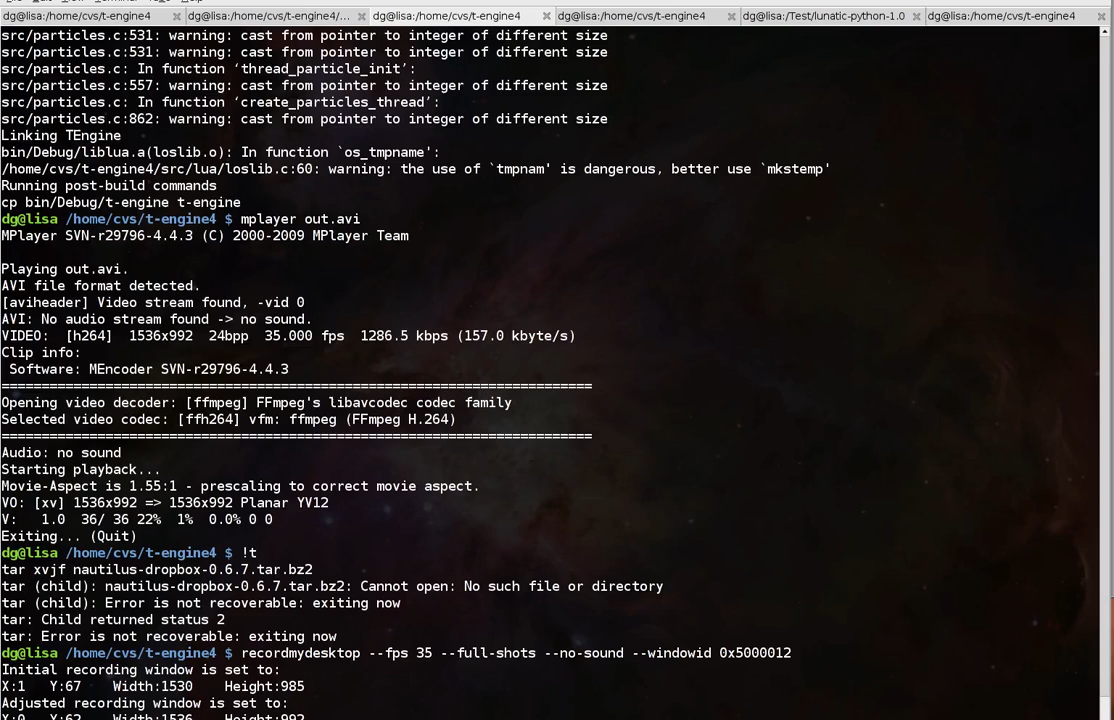 dg@lisa:/home/cvs/t-engine4 dg@lisa:/home/cvs/t-engine4/... dg@lisa:/home/cvs/t-engine4 dg@lisa:/home/cvs/t-engine4 dg@lisa:/Test/lunatic-python-1.0 dg@lisa:/home/cvs/t-engine4
src/particles.c:531: warning: cast from pointer to integer of different size
src/particles.c:531: warning: cast from pointer to integer of different size
src/particles.c: In function ‘thread_particle_init’:
src/particles.c:557: warning: cast from pointer to integer of different size
src/particles.c: In function ‘create_particles_thread’:
src/particles.c:862: warning: cast from pointer to integer of different size
Linking TEngine
bin/Debug/liblua.a(loslib.o): In function `os_tmpname':
/home/cvs/t-engine4/src/lua/loslib.c:60: warning: the use of `tmpnam' is dangerous, better use `mkstemp'
Running post-build commands
cp bin/Debug/t-engine t-engine
dg@lisa /home/cvs/t-engine4 $ mplayer out.avi
MPlayer SVN-r29796-4.4.3 (C) 2000-2009 MPlayer Team
Playing out.avi.
AVI file format detected.
[aviheader] Video stream found, -vid 0
AVI: No audio stream found -> no sound.
VIDEO:  [h264]  1536x992  24bpp  35.000 fps  1286.5 kbps (157.0 kbyte/s)
Clip info:
 Software: MEncoder SVN-r29796-4.4.3
==========================================================================
Opening video decoder: [ffmpeg] FFmpeg's libavcodec codec family
Selected video codec: [ffh264] vfm: ffmpeg (FFmpeg H.264)
==========================================================================
Audio: no sound
Starting playback...
Movie-Aspect is 1.55:1 - prescaling to correct movie aspect.
VO: [xv] 1536x992 => 1536x992 Planar YV12
V:   1.0  36/ 36 22%  1%  0.0% 0 0
Exiting... (Quit)
dg@lisa /home/cvs/t-engine4 $ !t
tar xvjf nautilus-dropbox-0.6.7.tar.bz2
tar (child): nautilus-dropbox-0.6.7.tar.bz2: Cannot open: No such file or directory
tar (child): Error is not recoverable: exiting now
tar: Child returned status 2
tar: Error is not recoverable: exiting now
dg@lisa /home/cvs/t-engine4 $ recordmydesktop --fps 35 --full-shots --no-sound --windowid 0x5000012
Initial recording window is set to:
X:1   Y:67    Width:1530    Height:985
Adjusted recording window is set to:
X:0   Y:62    Width:1536    Height:992